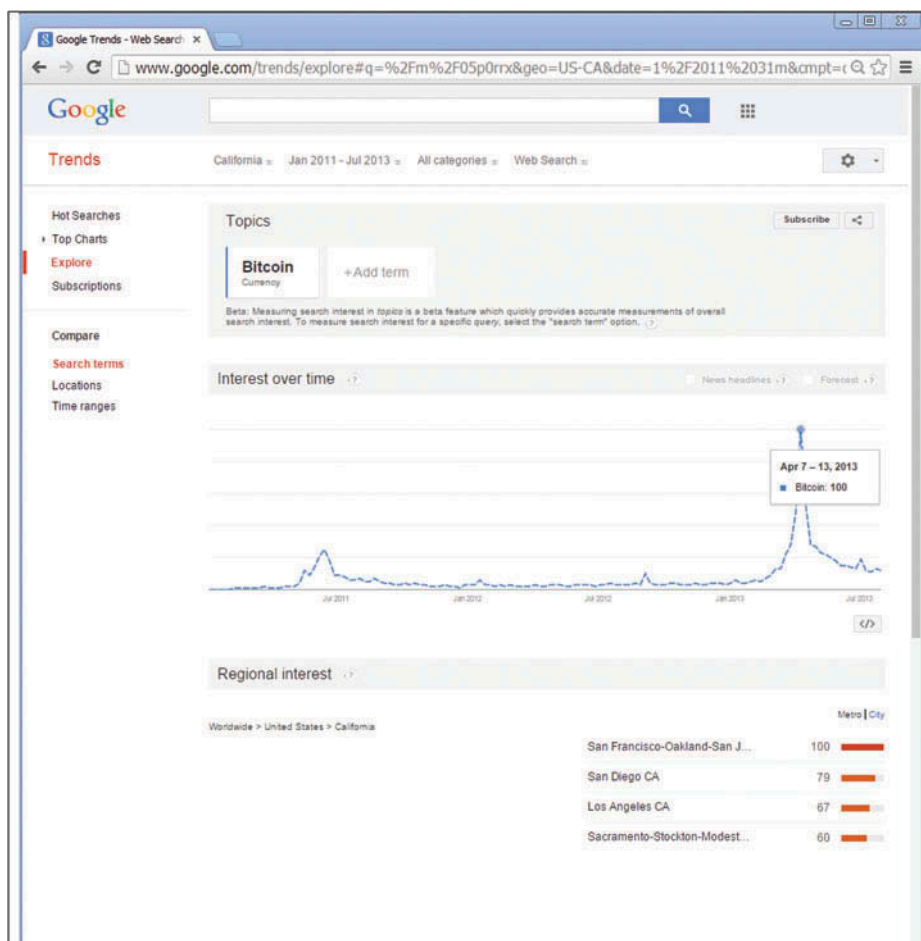 Google Trends - Web Search
www.google.com/trends/explore#q=%2Fm%2F05p0rrx&geo=US-CA&date=1%2F2011%2031m&cmpt=
Google
Trends
California Jan 2011 - Jul 2013 All categories Web Search
Hot Searches
Top Charts
Explore
Subscriptions
Compare
Search terms
Locations
Time ranges
Topics
Subscribe
Bitcoin
Currency
+Add term
Beta: Measuring search interest in topics is a beta feature which quickly provides accurate measurements of overall
search interest. To measure search interest for a specific query, select the "search term" option. ?
Interest over time ?
News headlines ? Forecast ?
Apr 7 – 13, 2013
Bitcoin: 100
Jul 2011 Jan 2012 Jul 2012 Jan 2013 Jul 2013
</>
Regional interest ?
Metro | City
Worldwide > United States > California
San Francisco-Oakland-San J... 100
San Diego CA 79
Los Angeles CA 67
Sacramento-Stockton-Modest... 60